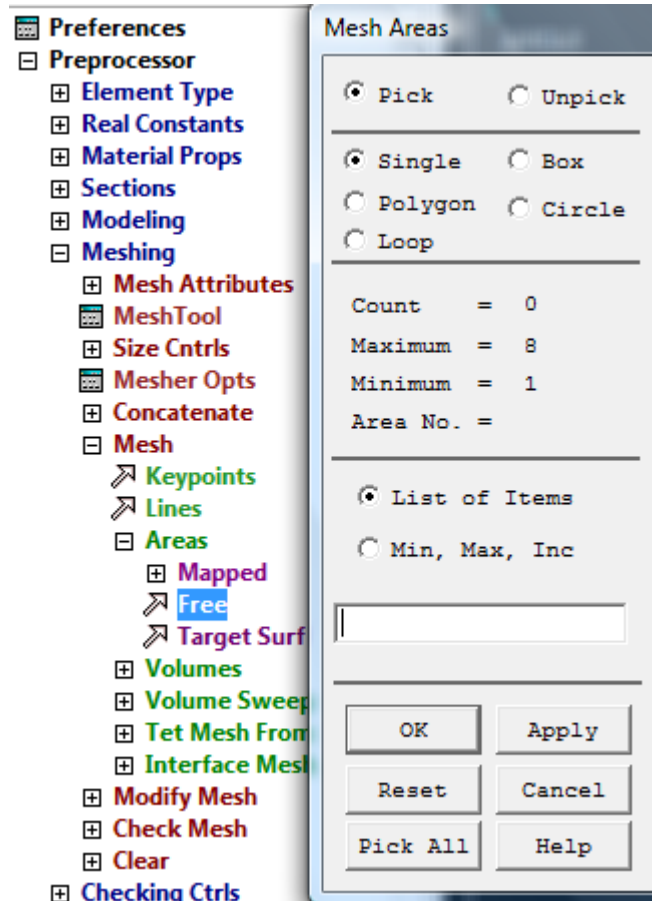 Preferences
Preprocessor
Element Type
Real Constants
Material Props
Sections
Modeling
Meshing
Mesh Attributes
MeshTool
Size Cntrls
Mesher Opts
Concatenate
Mesh
Keypoints
Lines
Areas
Mapped
Free
Target Surf
Volumes
Volume Sweep
Tet Mesh From
Interface Mesh
Modify Mesh
Check Mesh
Clear
Checking Ctrls
Mesh Areas
Pick Unpick
Single Box
Polygon Circle
Loop
Count = 0
Maximum = 8
Minimum = 1
Area No. =
List of Items
Min, Max, Inc
OK Apply
Reset Cancel
Pick All Help